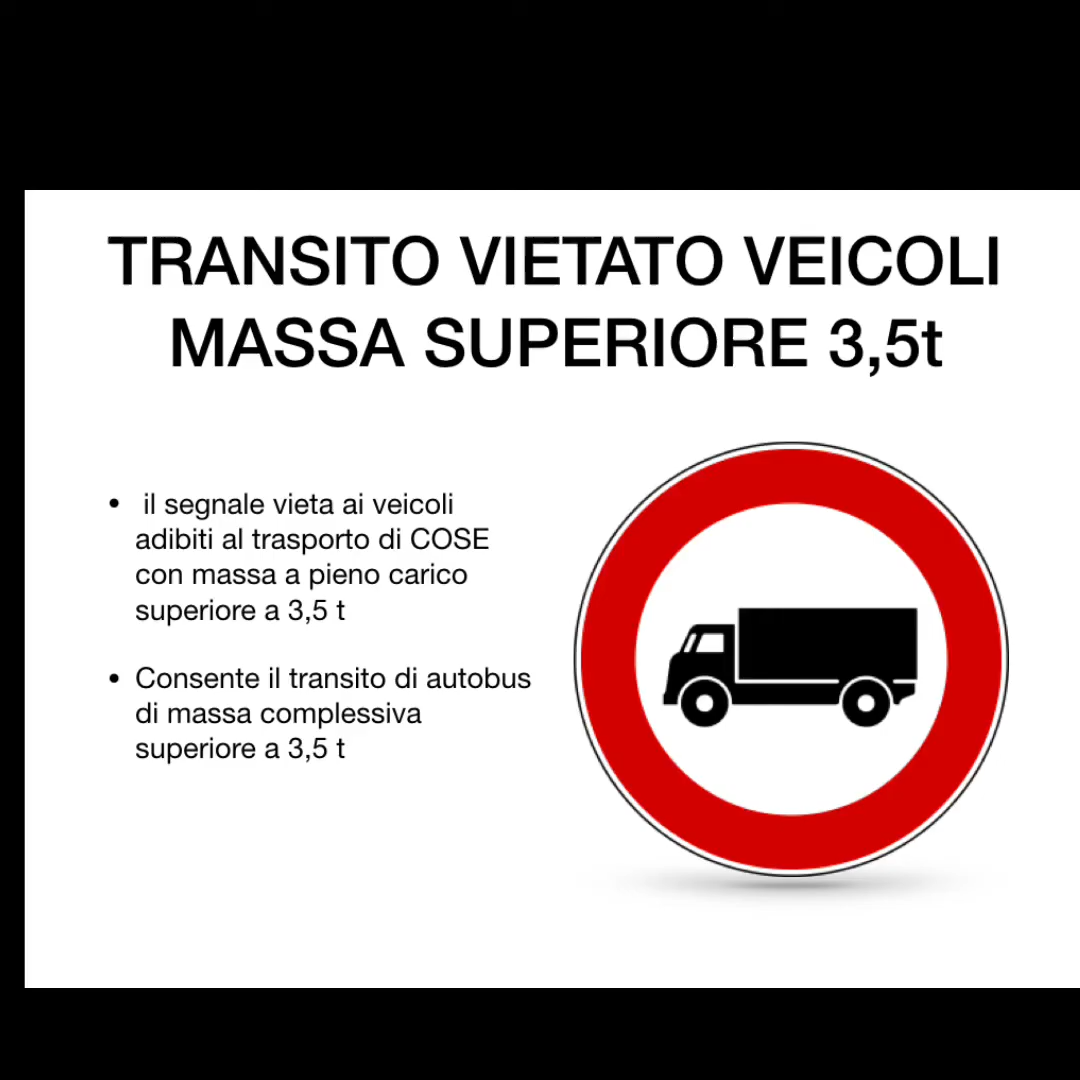 TRANSITO VIETATO VEICOLI
MASSA SUPERIORE 3,5t
• il segnale vieta ai veicoli
adibiti al trasporto di COSE
con massa a pieno carico
superiore a 3,5 t
• Consente il transito di autobus
di massa complessiva
superiore a 3,5 t